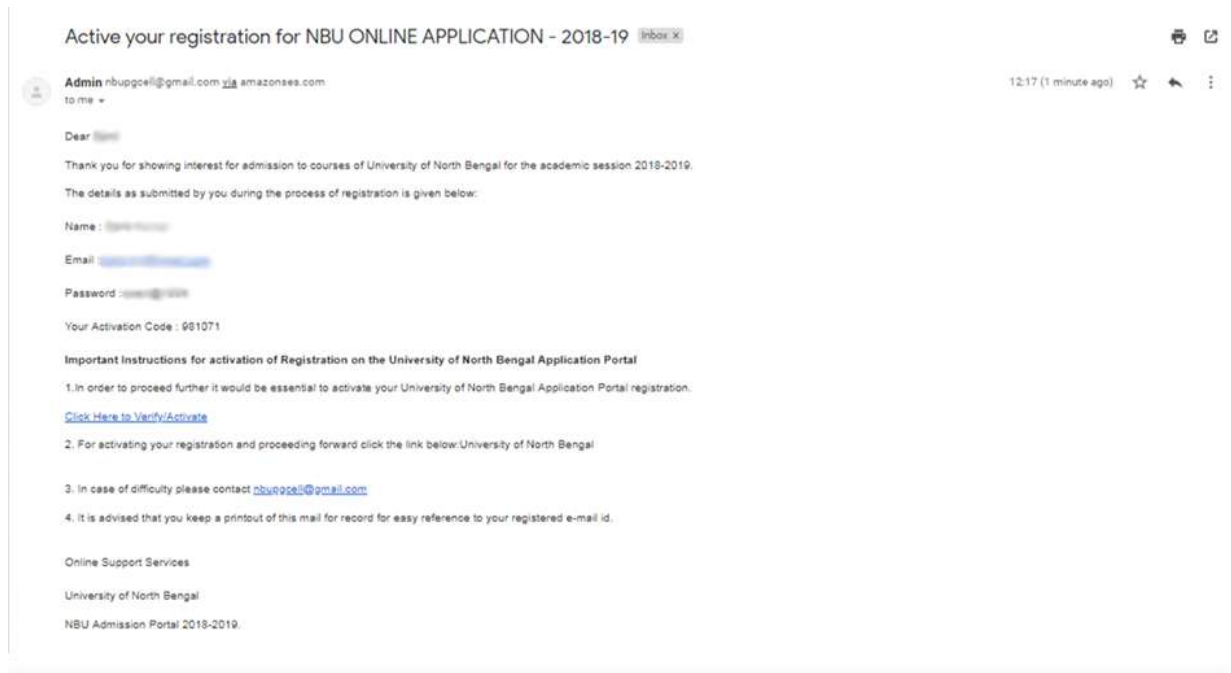 Active your registration for NBU ONLINE APPLICATION - 2018-19 Inbox x
Admin nbupgcell@gmail.com via amazonses.com 12:17 (1 minute ago)
to me
Dear
Thank you for showing interest for admission to courses of University of North Bengal for the academic session 2018-2019.
The details as submitted by you during the process of registration is given below:
Name :
Email :
Password :
Your Activation Code : 981071
Important Instructions for activation of Registration on the University of North Bengal Application Portal
1.In order to proceed further it would be essential to activate your University of North Bengal Application Portal registration.
Click Here to Verify/Activate
2. For activating your registration and proceeding forward click the link below:University of North Bengal
3. In case of difficulty please contact nbupgcell@gmail.com
4. It is advised that you keep a printout of this mail for record for easy reference to your registered e-mail id.
Online Support Services
University of North Bengal
NBU Admission Portal 2018-2019.